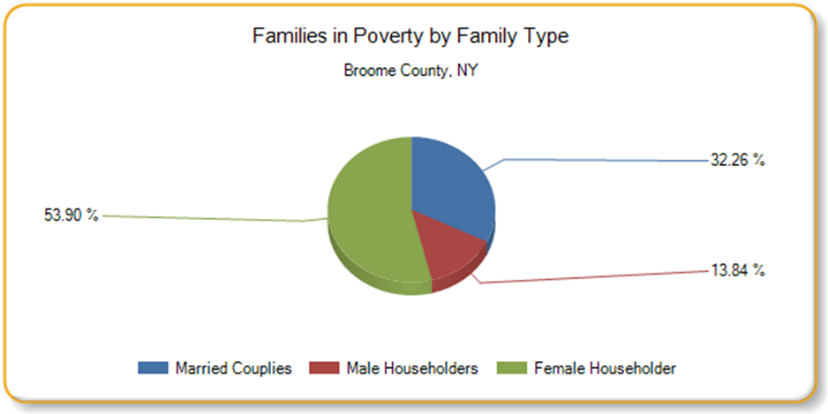 Families in Poverty by Family Type
Broome County, NY
32.26 %
53.90 %
13.84 %
Married Couplies
Male Householders
Female Householder